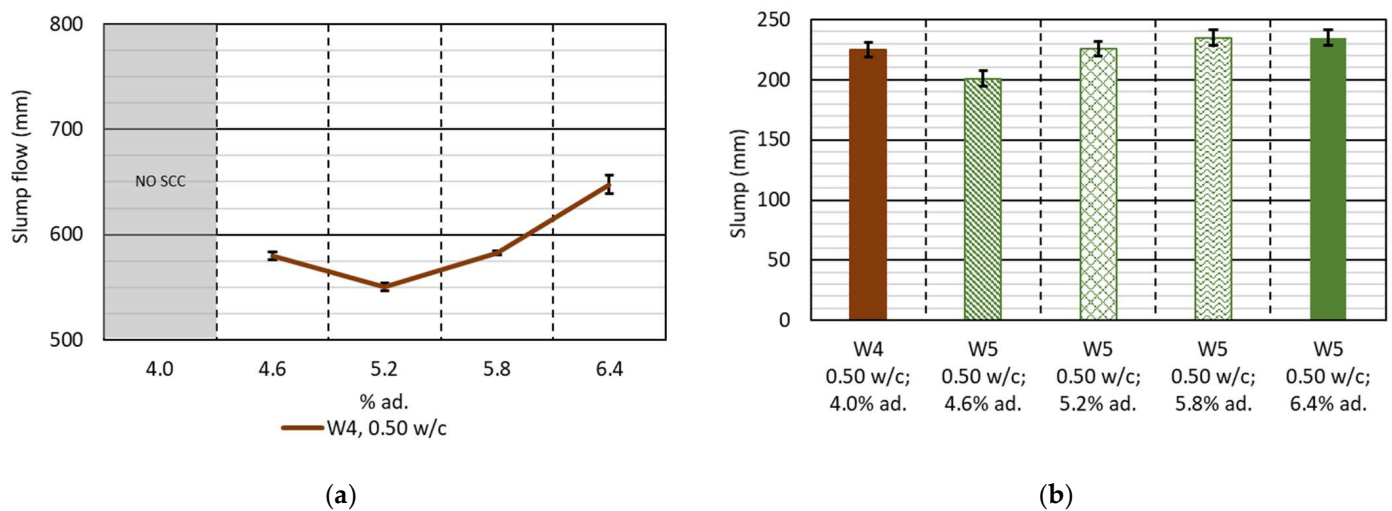 800
700
600
500
Slump flow (mm)
NO SCC
4.0 4.6 5.2 5.8 6.4
% ad.
W4, 0.50 w/c
(a)
250
200
150
100
50
0
Slump (mm)
W4 W5 W5 W5 W5
0.50 w/c; 0.50 w/c; 0.50 w/c; 0.50 w/c; 0.50 w/c;
4.0% ad. 4.6% ad. 5.2% ad. 5.8% ad. 6.4% ad.
(b)